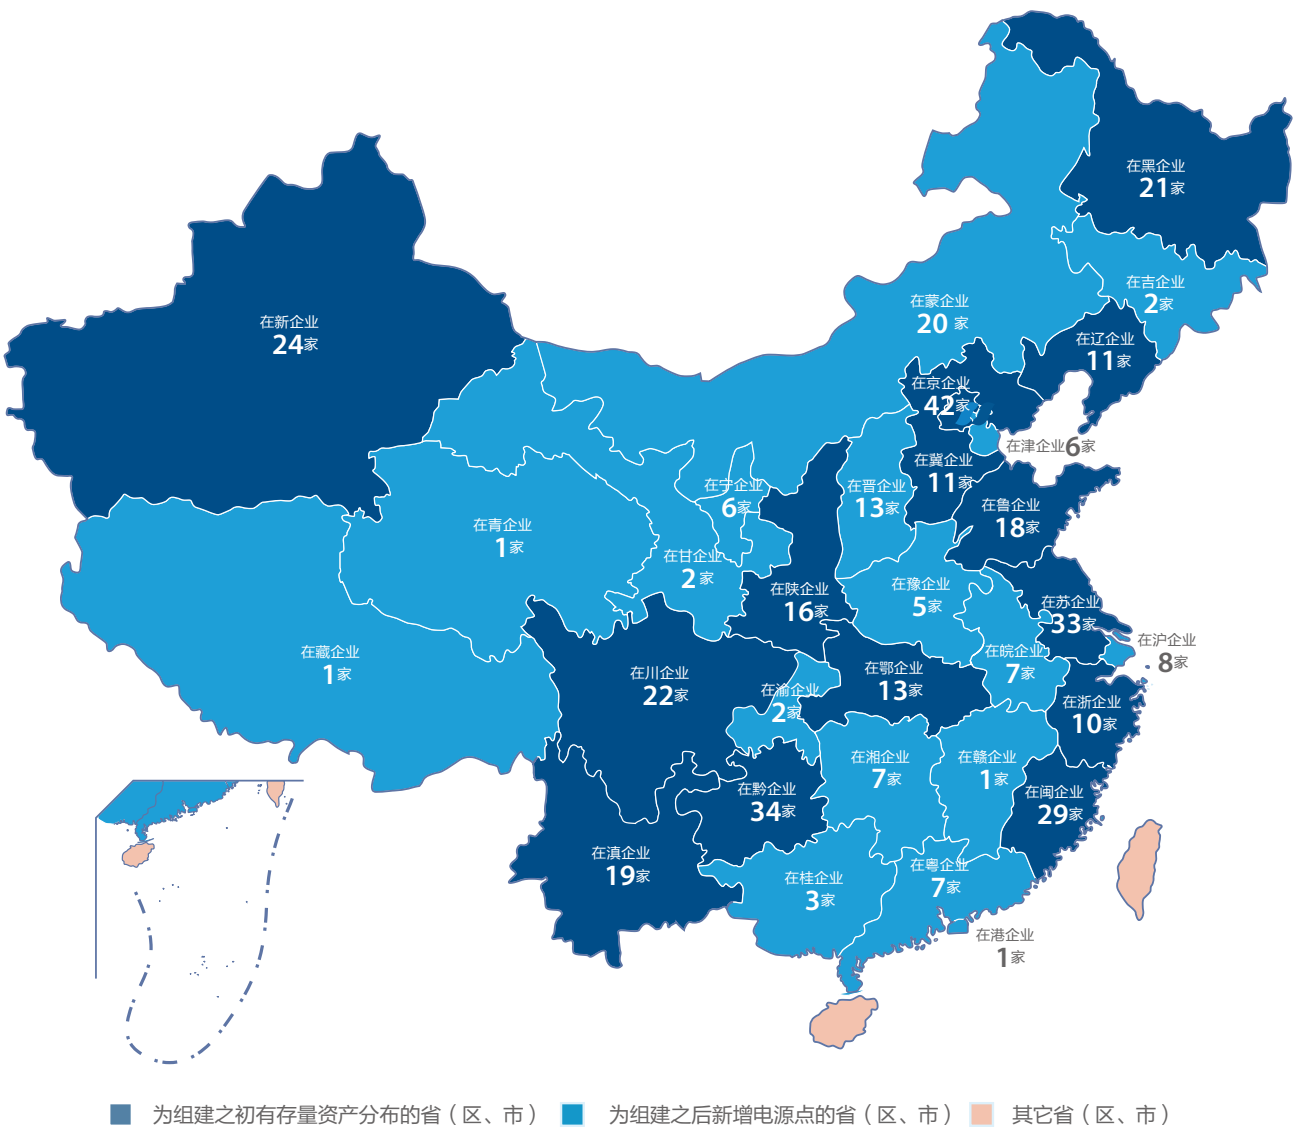 在黑企业
21家
在吉企业
2家
在蒙企业
20 家
在新企业
24家
在辽企业
11家
在京企业
42家
在津企业6家
在冀企业
11家
在宁企业
6家
在晋企业
13家
在鲁企业
18家
在青企业
1家
在甘企业
2 家
在陕企业
16家
在豫企业
5家
在苏企业
33家
在沪企业
8家
在藏企业
1家
在川企业
22家
在渝企业
2家
在鄂企业
13家
在皖企业
7家
在浙企业
10家
在湘企业
7家
在赣企业
1家
在黔企业
34家
在闽企业
29家
在滇企业
19家
在桂企业
3家
在粤企业
7家
在港企业
1家
为组建之初有存量资产分布的省（区、市）
为组建之后新增电源点的省（区、市）
其它省（区、市）